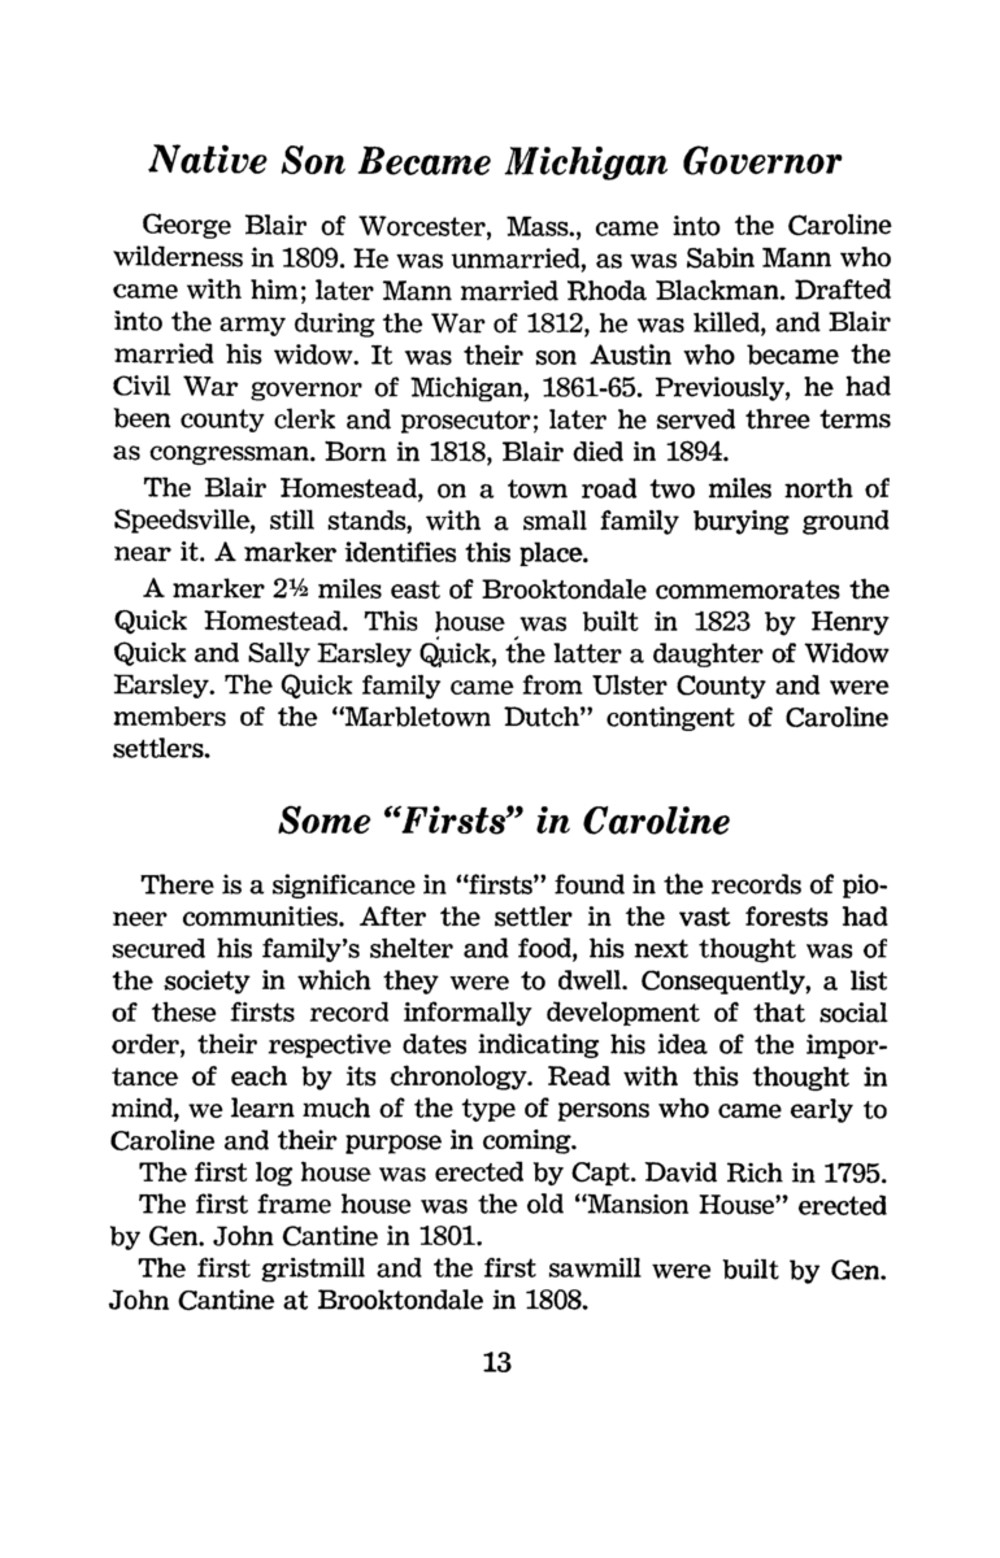 Native Son Became Michigan Governor
George Blair of Worcester, Mass., came into the Caroline
wilderness in 1809. He was unmarried, as was Sabin Mann who
came with him; later Mann married Rhoda Blackman. Drafted
into the army during the War of 1812, he was killed, and Blair
married his widow. It was their son Austin who became the
Civil War governor of Michigan, 1861-65. Previously, he had
been county clerk and prosecutor; later he served three terms
as congressman. Born in 1818, Blair died in 1894.
The Blair Homestead, on a town road two miles north of
Speedsville, still stands, with a small family burying ground
near it. A marker identifies this place.
A marker 2½ miles east of Brooktondale commemorates the
Quick Homestead. This house was built in 1823 by Henry
Quick and Sally Earsley Quick, the latter a daughter of Widow
Earsley. The Quick family came from Ulster County and were
members of the “Marbletown Dutch” contingent of Caroline
settlers.
Some “Firsts” in Caroline
There is a significance in “firsts” found in the records of pio-
neer communities. After the settler in the vast forests had
secured his family’s shelter and food, his next thought was of
the society in which they were to dwell. Consequently, a list
of these firsts record informally development of that social
order, their respective dates indicating his idea of the impor-
tance of each by its chronology. Read with this thought in
mind, we learn much of the type of persons who came early to
Caroline and their purpose in coming.
The first log house was erected by Capt. David Rich in 1795.
The first frame house was the old “Mansion House” erected
by Gen. John Cantine in 1801.
The first gristmill and the first sawmill were built by Gen.
John Cantine at Brooktondale in 1808.
13